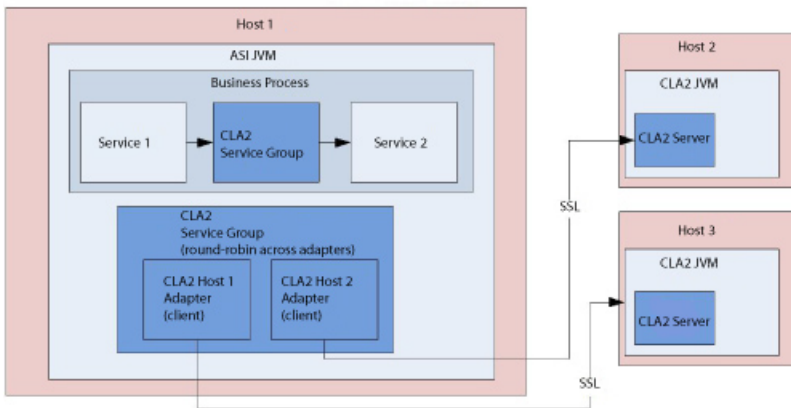 Host 1
ASI JVM
Business Process
Service 1
CLA2
Service Group
Service 2
CLA2
Service Group
(round-robin across adapters)
CLA2 Host 1
Adapter
(client)
CLA2 Host 2
Adapter
(client)
SSL
SSL
Host 2
CLA2 JVM
CLA2 Server
Host 3
CLA2 JVM
CLA2 Server